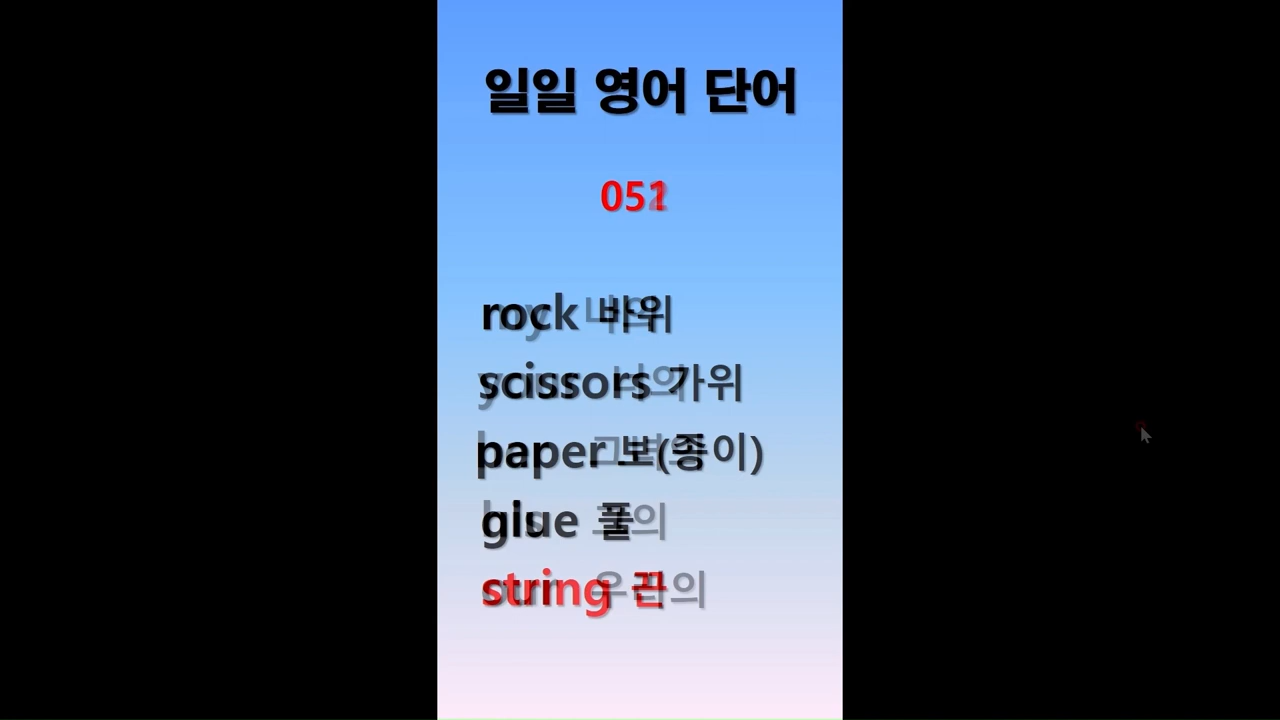 일일 영어 단어
051
rock 바위
scissors 가위
paper 보(종이)
glue 풀
string 끈